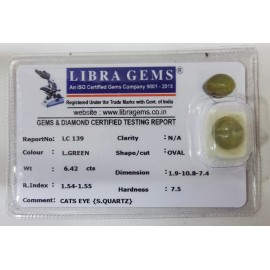 LIBRA GEMS®
An ISO Certified Gems Company 9001 - 2015
Registered Under the Trade Mark with Govt. of India
website : www.libragems.co.in
GEMS & DIAMOND CERTIFIED TESTING REPORT
ReportNo: LC 139 Clarity : N/A
Colour : L.GREEN Shape/cut : OVAL
Wt : 6.42 cts Dimension : 1.9-10.8-7.4
R.Index : 1.54-1.55 Hardness : 7.5
Comment : CATS EYE {S.QUARTZ}